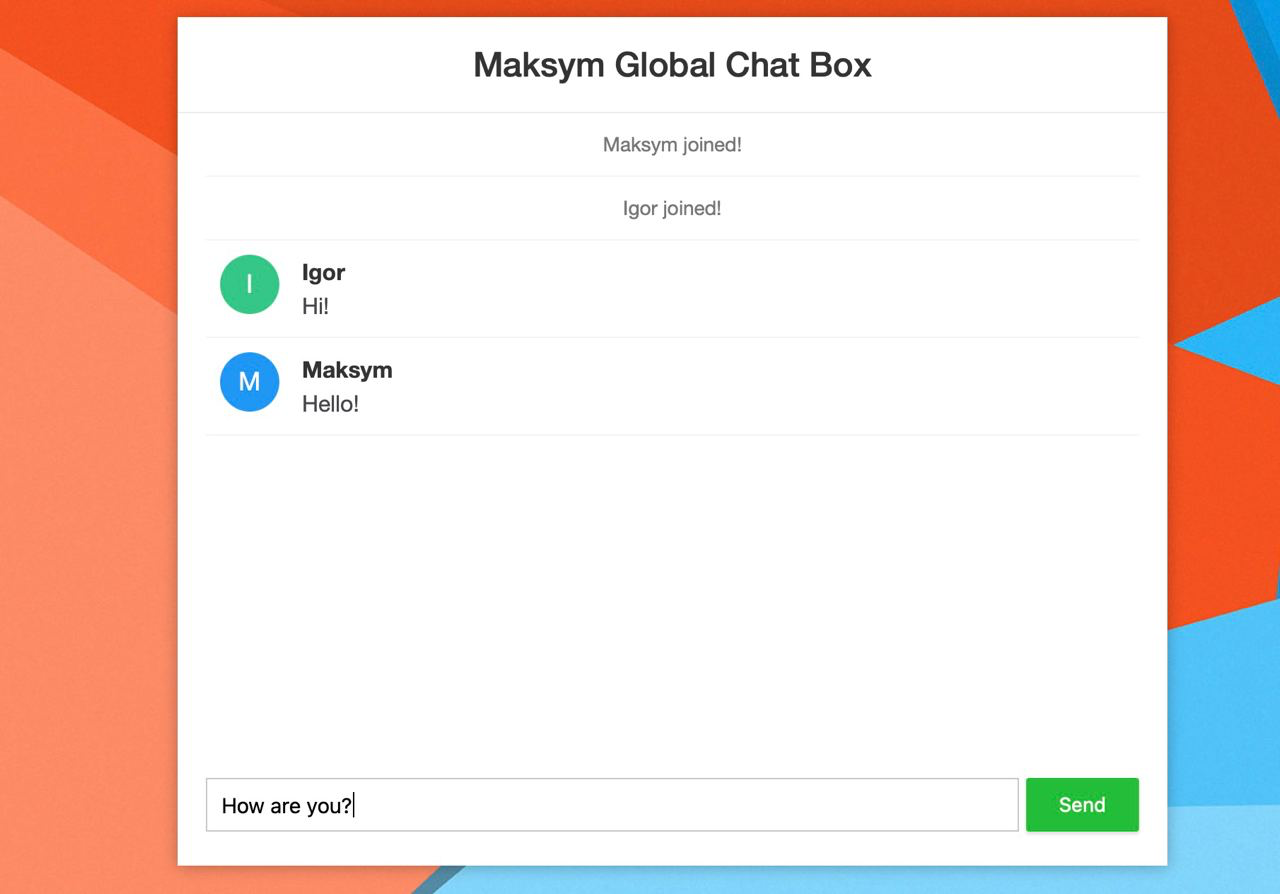 Maksym Global Chat Box
Maksym joined!
Igor joined!
I
Igor
Hi!
M
Maksym
Hello!
How are you?
Send